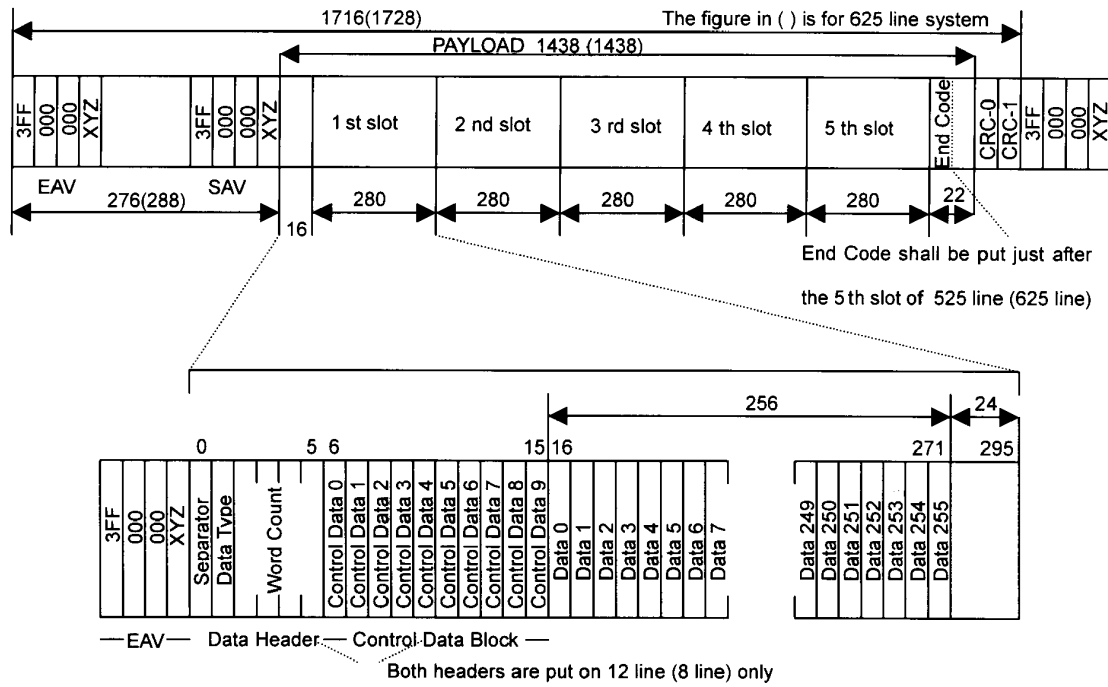 1716(1728)
The figure in ( ) is for 625 line system
PAYLOAD 1438 (1438)
3FF
000
000
XYZ
3FF
000
000
XYZ
1 st slot
2 nd slot
3 rd slot
4 th slot
5 th slot
End Code
CRC-0
CRC-1
3FF
000
000
XYZ
EAV
SAV
276(288)
16
280
280
280
280
280
22
End Code shall be put just after
the 5 th slot of 525 line (625 line)
256
24
0
5
6
15
16
271
295
3FF
000
000
XYZ
Separator
Data Type
Word Count
Control Data 0
Control Data 1
Control Data 2
Control Data 3
Control Data 4
Control Data 5
Control Data 6
Control Data 7
Control Data 8
Control Data 9
Data 0
Data 1
Data 2
Data 3
Data 4
Data 5
Data 6
Data 7
Data 249
Data 250
Data 251
Data 252
Data 253
Data 254
Data 255
EAV
Data Header
Control Data Block
Both headers are put on 12 line (8 line) only